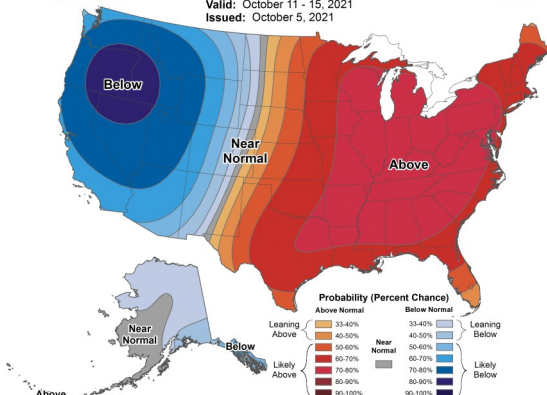 Valid: October 11 - 15, 2021
Issued: October 5, 2021
Below
Near
Normal
Above
Near
Normal
Below
Above
Probability (Percent Chance)
Above Normal
Below Normal
Leaning
Above
33-40%
40-50%
Likely
Above
50-60%
60-70%
70-80%
80-90%
90-100%
Near
Normal
33-40%
40-50%
Leaning
Below
50-60%
60-70%
70-80%
80-90%
90-100%
Likely
Below